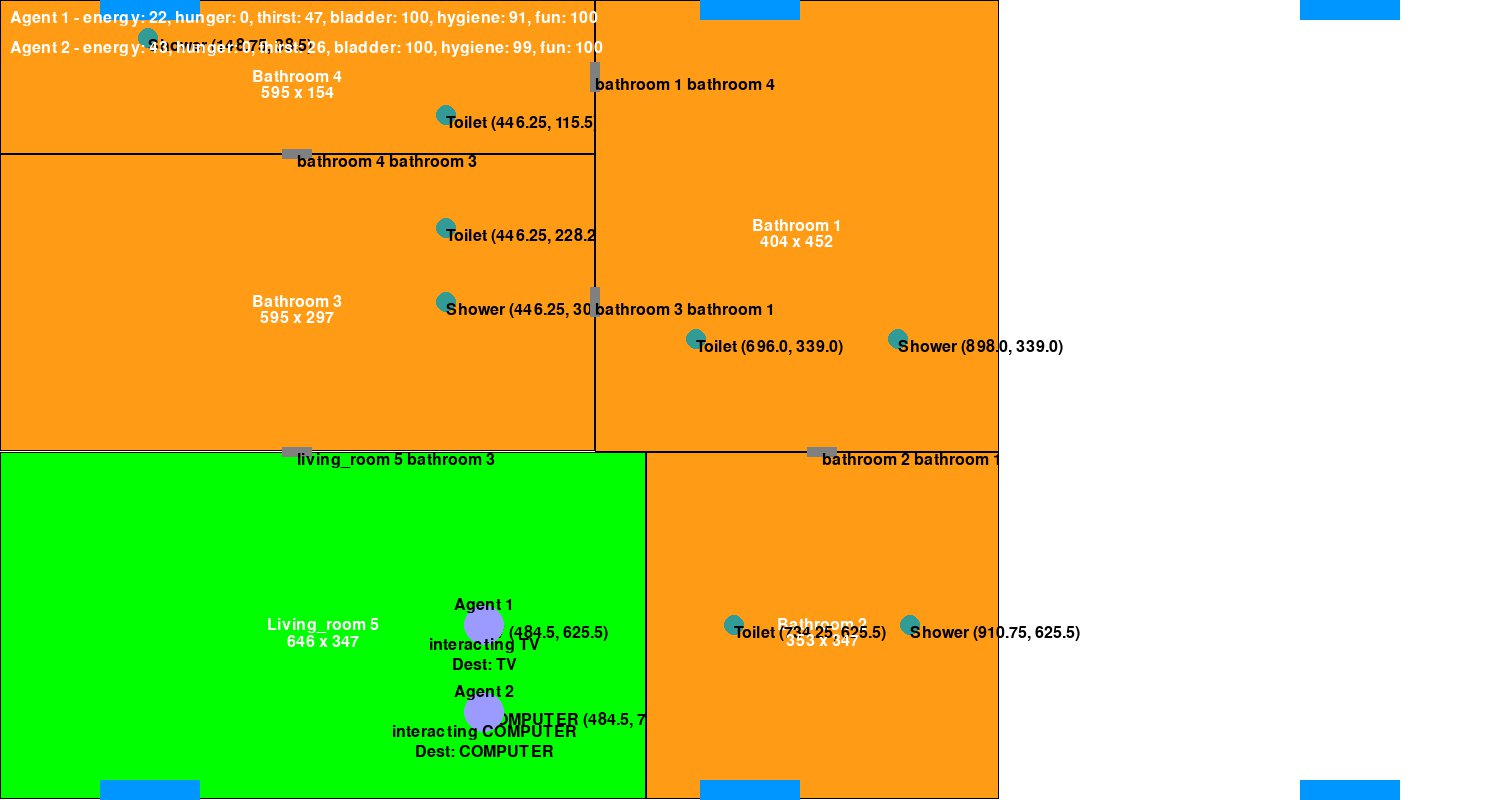 Agent 1 - energy: 22, hunger: 0, thirst: 47, bladder: 100, hygiene: 91, fun: 100
Agent 2 - energy: 43, hunger: 0, thirst: 26, bladder: 100, hygiene: 99, fun: 100
Shower (148.75, 38.5)
Bathroom 4
595 x 154
bathroom 1 bathroom 4
Toilet (446.25, 115.5)
bathroom 4 bathroom 3
Toilet (446.25, 228.2
Bathroom 1
404 x 452
Bathroom 3
595 x 297
Shower (446.25, 30
bathroom 3 bathroom 1
Toilet (696.0, 339.0)
Shower (898.0, 339.0)
living_room 5 bathroom 3
bathroom 2 bathroom 1
Agent 1
Living_room 5
646 x 347
(484.5, 625.5)
interacting TV
Dest: TV
Toilet (734.25, 625.5)
Bathroom 2
353 x 347
Shower (910.75, 625.5)
Agent 2
OMPUTER (484.5, 7
interacting COMPUTER
Dest: COMPUTER